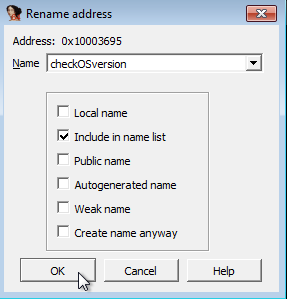 Rename address
Address: 0x10003695
Name checkOSversion
Local name
Include in name list
Public name
Autogenerated name
Weak name
Create name anyway
OK Cancel Help